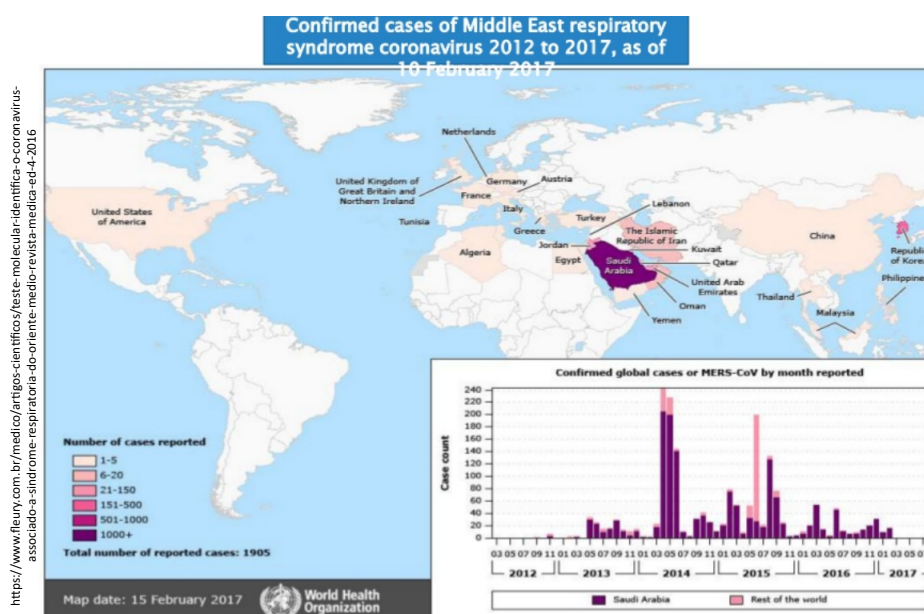 Confirmed cases of Middle East respiratory
syndrome coronavirus 2012 to 2017, as of
10 February 2017
https://www.fleury.com.br/medico/artigos-cientificos/teste-molecular-identifica-o-coronavirus-
associado-a-sindrome-respiratoria-do-oriente-medio-revista-medica-ed-4-2016
Netherlands
United Kingdom of
Great Britain and
Northern Ireland
Germany
Austria
France
Italy
Greece
Turkey
Lebanon
Tunisia
United States
of America
Algeria
Jordan
Egypt
The Islamic
Republic of Iran
Kuwait
Saudi
Arabia
Qatar
United Arab
Emirates
Oman
Yemen
China
Republic
of Korea
Philippine
Thailand
Malaysia
Number of cases reported
1-5
6-20
21-150
151-500
501-1000
1000+
Total number of reported cases: 1905
Map date: 15 February 2017
World Health
Organization
Confirmed global cases or MERS-CoV by month reported
Case count
240
220
200
180
160
140
120
100
80
60
40
20
0
03 05 07 09 11 01 03 05 07 09 11 01 03 05 07 09 11 01 03 05 07 09 11 01 03 05 07 09 11 01 03 05 07
2012 2013 2014 2015 2016 2017
Saudi Arabia
Rest of the world